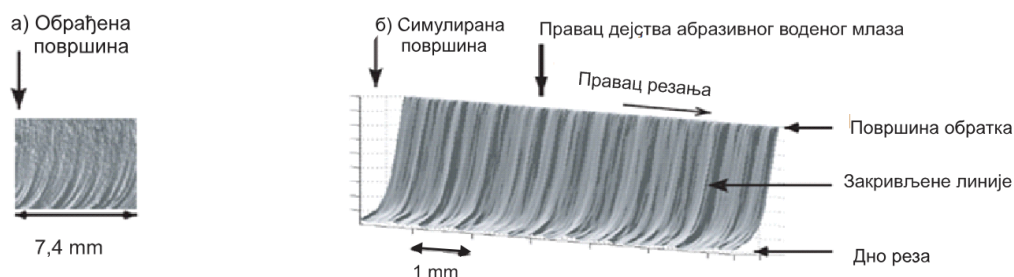 а) Обрађена
површина
7,4 mm
б) Симулирана
површина
Правац дејства абразивног воденог млаза
Правац резања
Површина обратка
Закривљене линије
Дно реза
1 mm